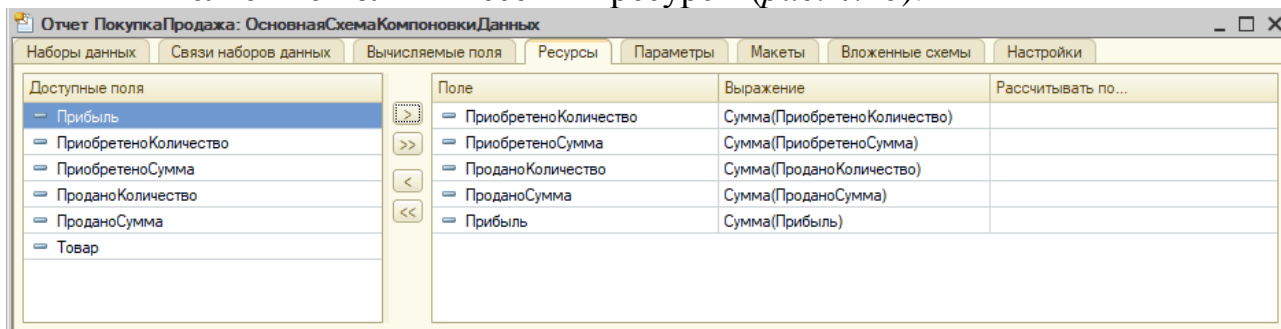 Отчет ПокупкаПродажа: ОсновнаяСхемаКомпоновкиДанных
Наборы данных Связи наборов данных Вычисляемые поля Ресурсы Параметры Макеты Вложенные схемы Настройки
Доступные поля
Прибыль
ПриобретеноКоличество
ПриобретеноСумма
ПроданоКоличество
ПроданоСумма
Товар
> 
>>
<
<<
Поле Выражение Рассчитывать по...
ПриобретеноКоличество Сумма(ПриобретеноКоличество)
ПриобретеноСумма Сумма(ПриобретеноСумма)
ПроданоКоличество Сумма(ПроданоКоличество)
ПроданоСумма Сумма(ПроданоСумма)
Прибыль Сумма(Прибыль)